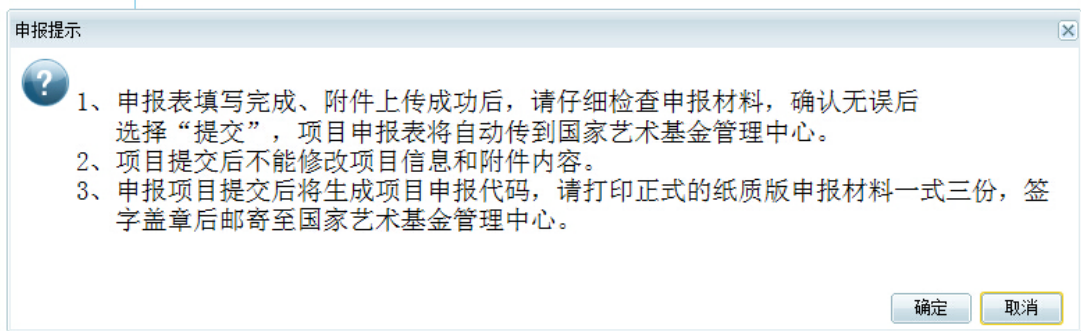 申报提示
1、申报表填写完成、附件上传成功后，请仔细检查申报材料，确认无误后
选择“提交”，项目申报表将自动传到国家艺术基金管理中心。
2、项目提交后不能修改项目信息和附件内容。
3、申报项目提交后将生成项目申报代码，请打印正式的纸质版申报材料一式三份，签
字盖章后邮寄至国家艺术基金管理中心。
确定 取消